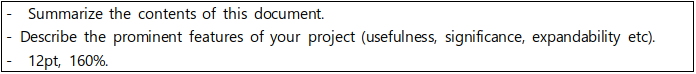 - Summarize the contents of this document.
- Describe the prominent features of your project (usefulness, significance, expandability etc).
- 12pt, 160%.